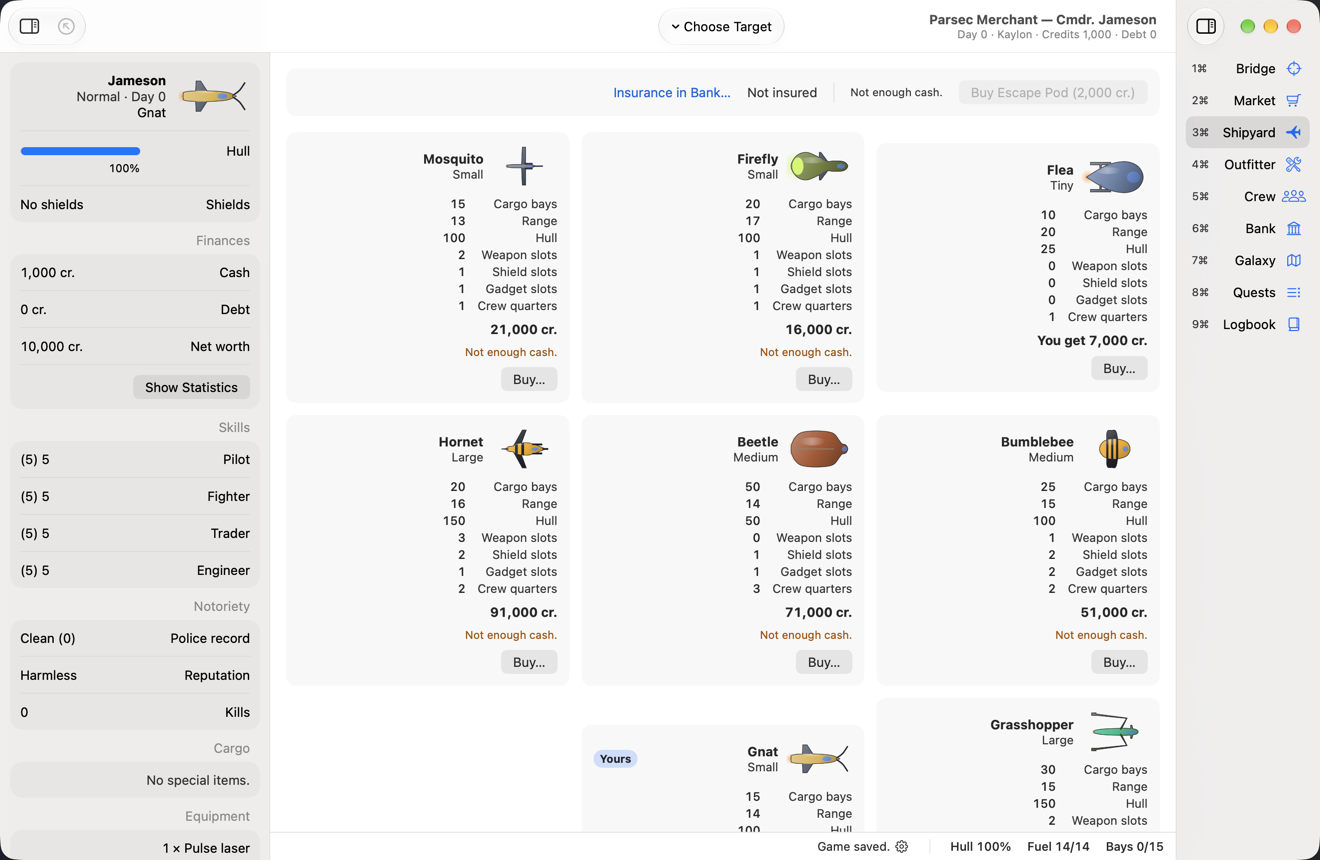 Choose Target
Parsec Merchant — Cmdr. Jameson
Day 0 · Kaylon · Credits 1,000 · Debt 0
1⌘ Bridge
2⌘ Market
3⌘ Shipyard
4⌘ Outfitter
5⌘ Crew
6⌘ Bank
7⌘ Galaxy
8⌘ Quests
9⌘ Logbook
Insurance in Bank...
Not insured
Not enough cash.
Buy Escape Pod (2,000 cr.)
Flea
Tiny
10 Cargo bays
20 Range
25 Hull
0 Weapon slots
0 Shield slots
0 Gadget slots
1 Crew quarters
You get 7,000 cr.
Buy...
Firefly
Small
20 Cargo bays
17 Range
100 Hull
1 Weapon slots
1 Shield slots
1 Gadget slots
1 Crew quarters
16,000 cr.
Not enough cash.
Buy...
Mosquito
Small
15 Cargo bays
13 Range
100 Hull
2 Weapon slots
1 Shield slots
1 Gadget slots
1 Crew quarters
21,000 cr.
Not enough cash.
Buy...
Bumblebee
Medium
25 Cargo bays
15 Range
100 Hull
1 Weapon slots
2 Shield slots
2 Gadget slots
2 Crew quarters
51,000 cr.
Not enough cash.
Buy...
Beetle
Medium
50 Cargo bays
14 Range
50 Hull
0 Weapon slots
1 Shield slots
1 Gadget slots
3 Crew quarters
71,000 cr.
Not enough cash.
Buy...
Hornet
Large
20 Cargo bays
16 Range
150 Hull
3 Weapon slots
2 Shield slots
1 Gadget slots
2 Crew quarters
91,000 cr.
Not enough cash.
Buy...
Grasshopper
Large
30 Cargo bays
15 Range
150 Hull
2 Weapon slots
Yours
Gnat
Small
15 Cargo bays
14 Range
100 Hull
Jameson
Normal · Day 0
Gnat
Hull
100%
No shields Shields
Finances
1,000 cr. Cash
0 cr. Debt
10,000 cr. Net worth
Show Statistics
Skills
(5) 5 Pilot
(5) 5 Fighter
(5) 5 Trader
(5) 5 Engineer
Notoriety
Clean (0) Police record
Harmless Reputation
0 Kills
Cargo
No special items.
Equipment
1 × Pulse laser
Game saved.
Hull 100%
Fuel 14/14
Bays 0/15